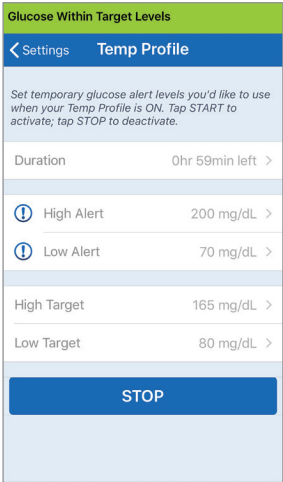 Glucose Within Target Levels
Settings Temp Profile
Set temporary glucose alert levels you'd like to use
when your Temp Profile is ON. Tap START to
activate; tap STOP to deactivate.
Duration 0hr 59min left
High Alert 200 mg/dL
Low Alert 70 mg/dL
High Target 165 mg/dL
Low Target 80 mg/dL
STOP